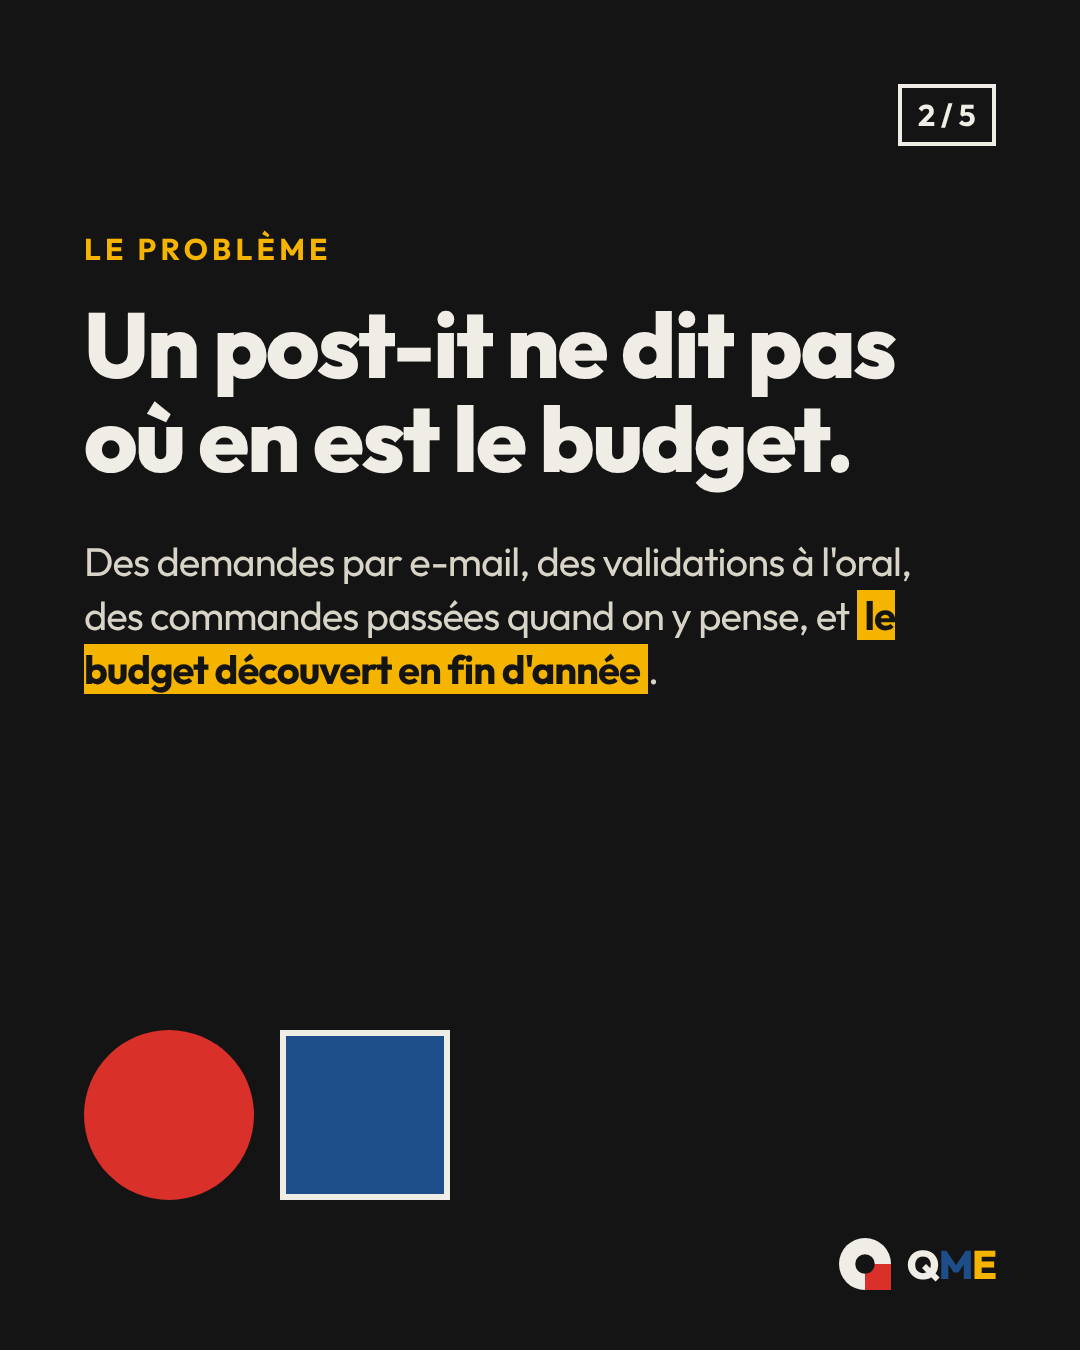 2 / 5
LE PROBLÈME
Un post-it ne dit pas
où en est le budget.
Des demandes par e-mail, des validations à l'oral,
des commandes passées quand on y pense, et le
budget découvert en fin d'année .
QME